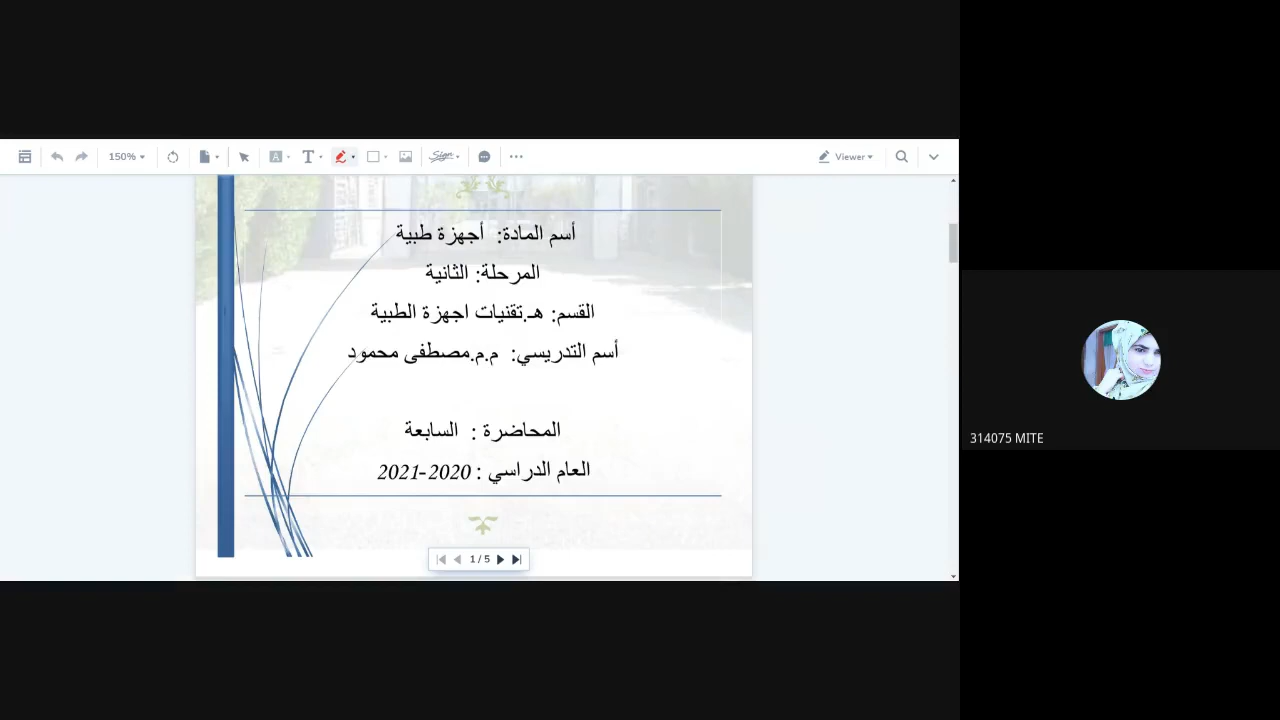 150%
T
A
Sign
Viewer
أسم المادة: أجهزة طبية
المرحلة: الثانية
القسم: هـ.تقنيات اجهزة الطبية
أسم التدريسي: م.م.مصطفى محمود
المحاضرة : السابعة
العام الدراسي : 2020-2021
1 / 5
314075 MITE